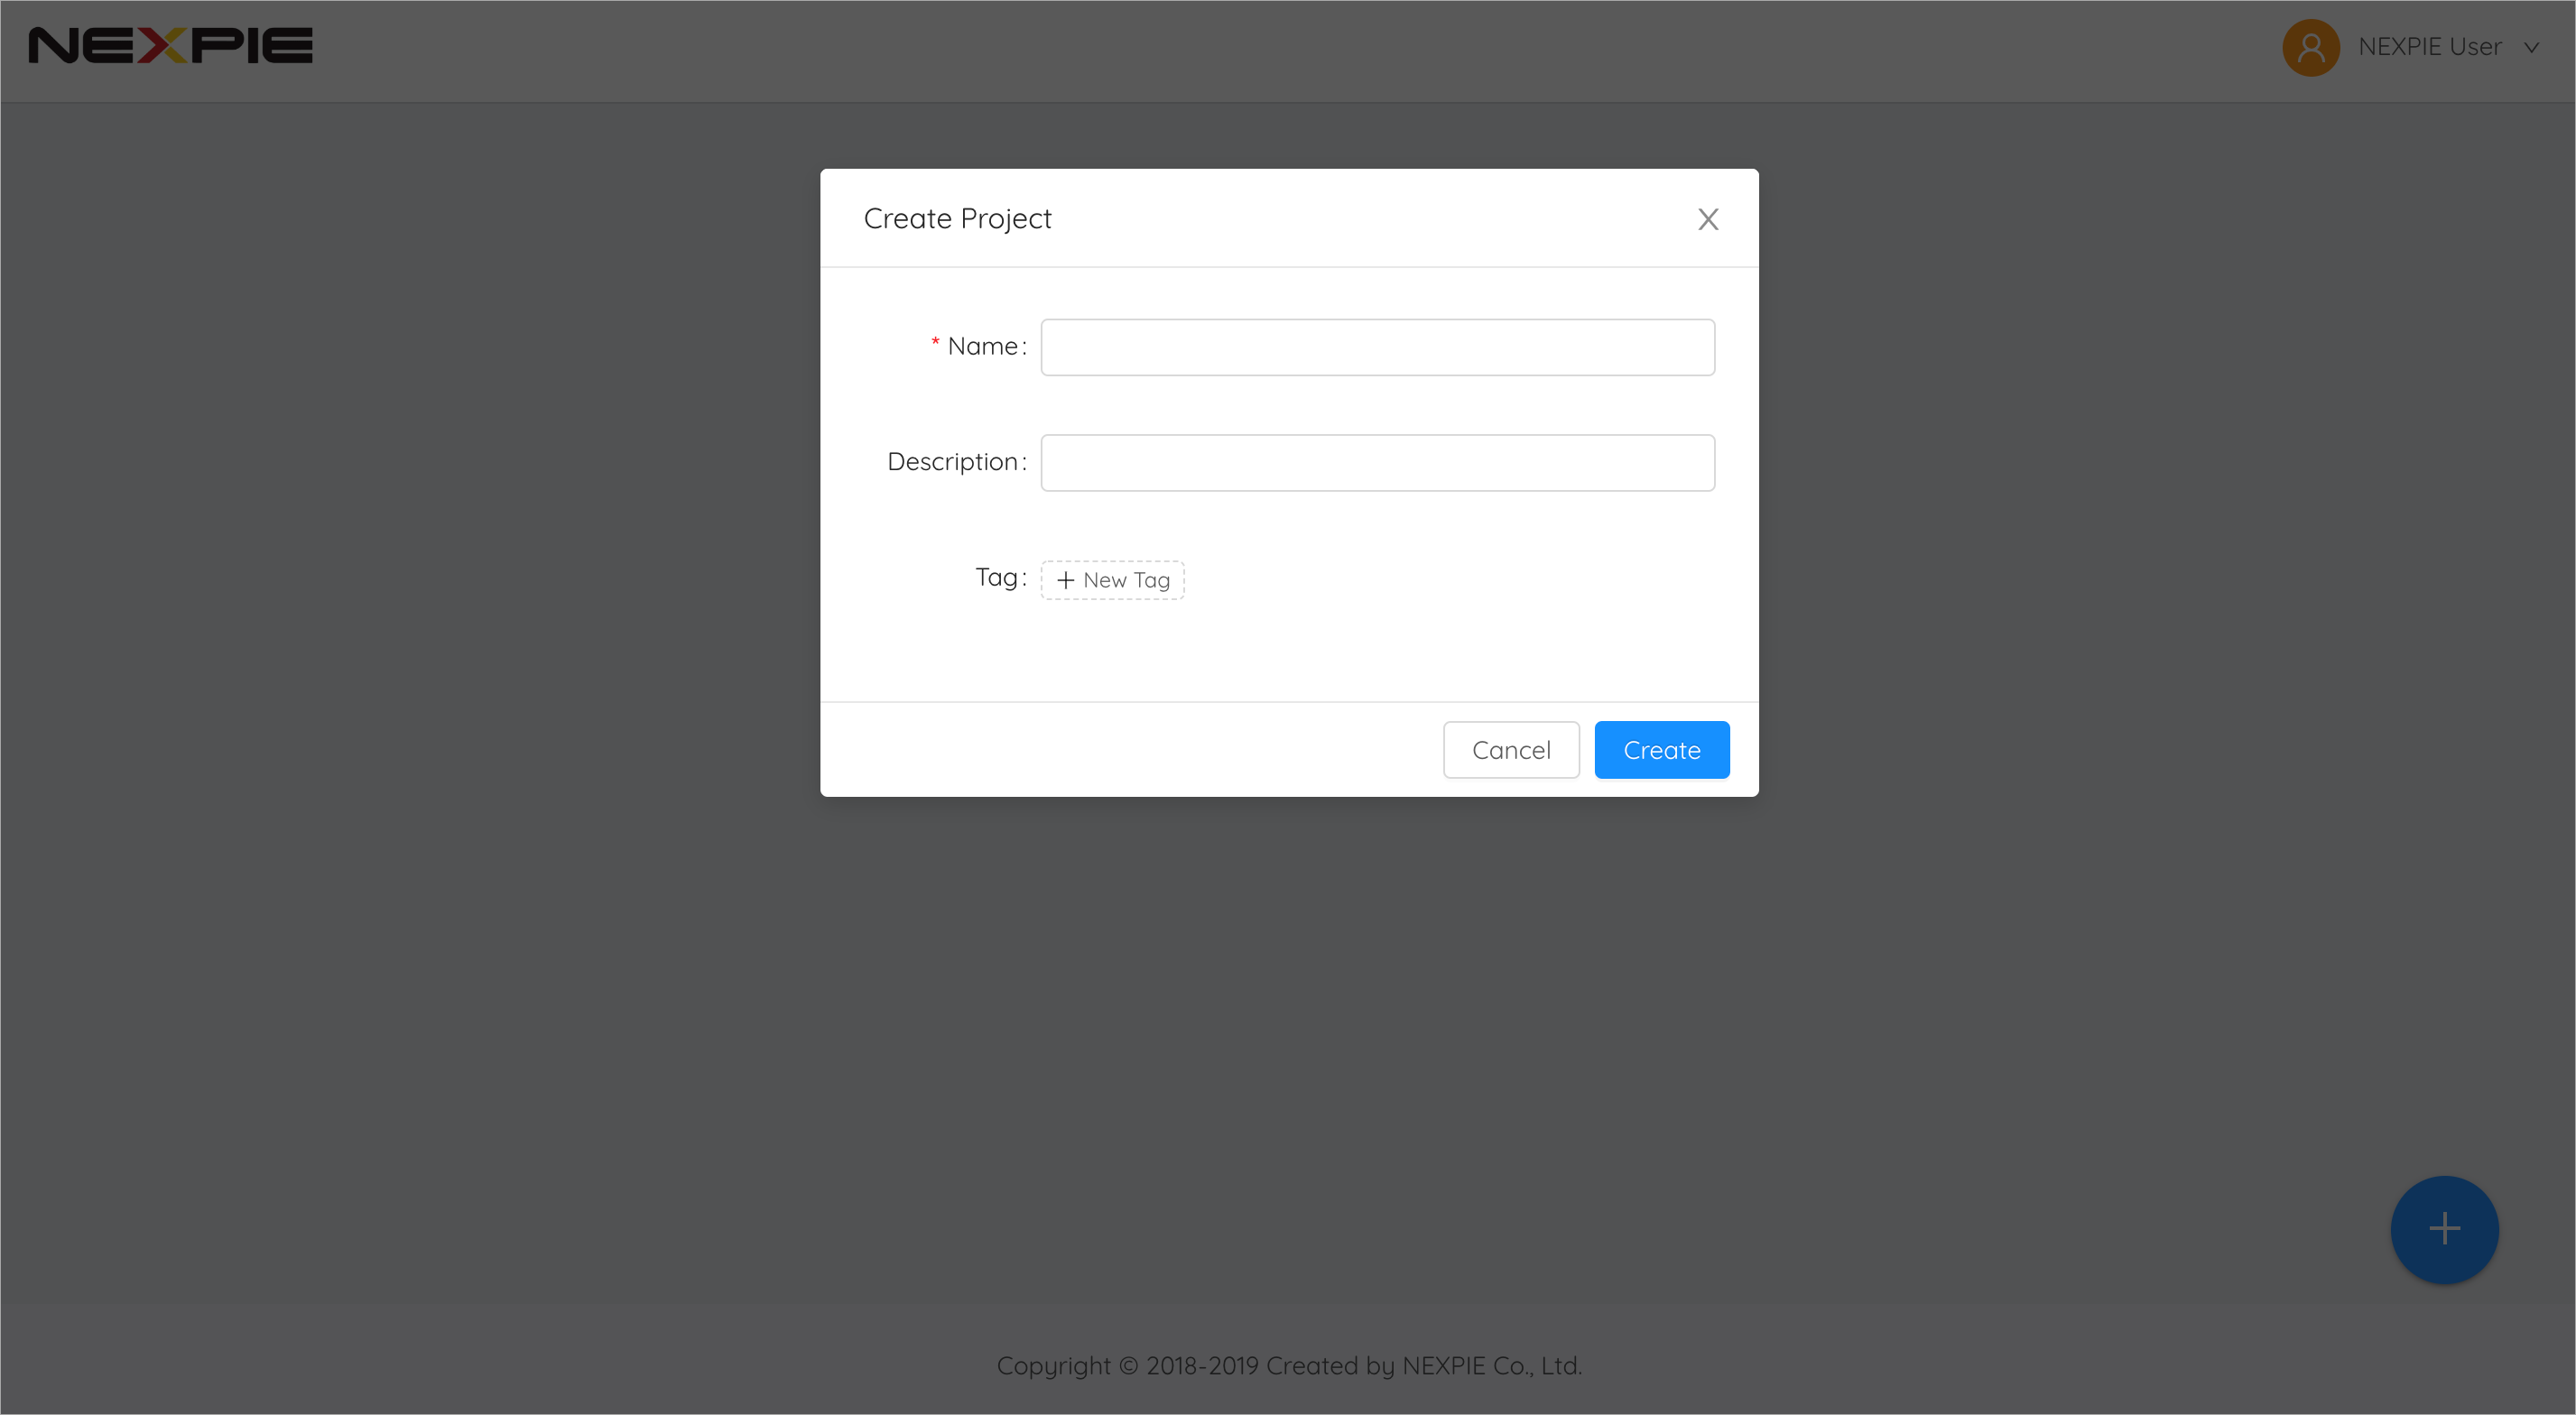 NEXPIE
NEXPIE User
Create Project
* Name:
Description:
Tag:
+ New Tag
Cancel
Create
Copyright © 2018-2019 Created by NEXPIE Co., Ltd.